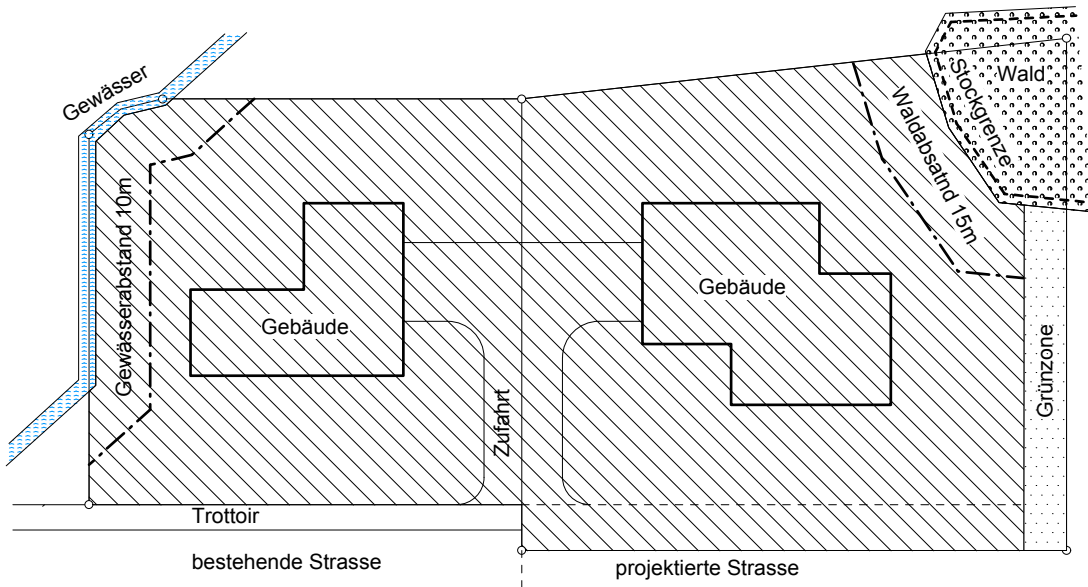 Gewässer
Wald
Stockgrenze
Waldabsatnd 15m
Gewässerabstand 10m
Gebäude
Gebäude
Zufahrt
Grünzone
Trottoir
bestehende Strasse
projektierte Strasse